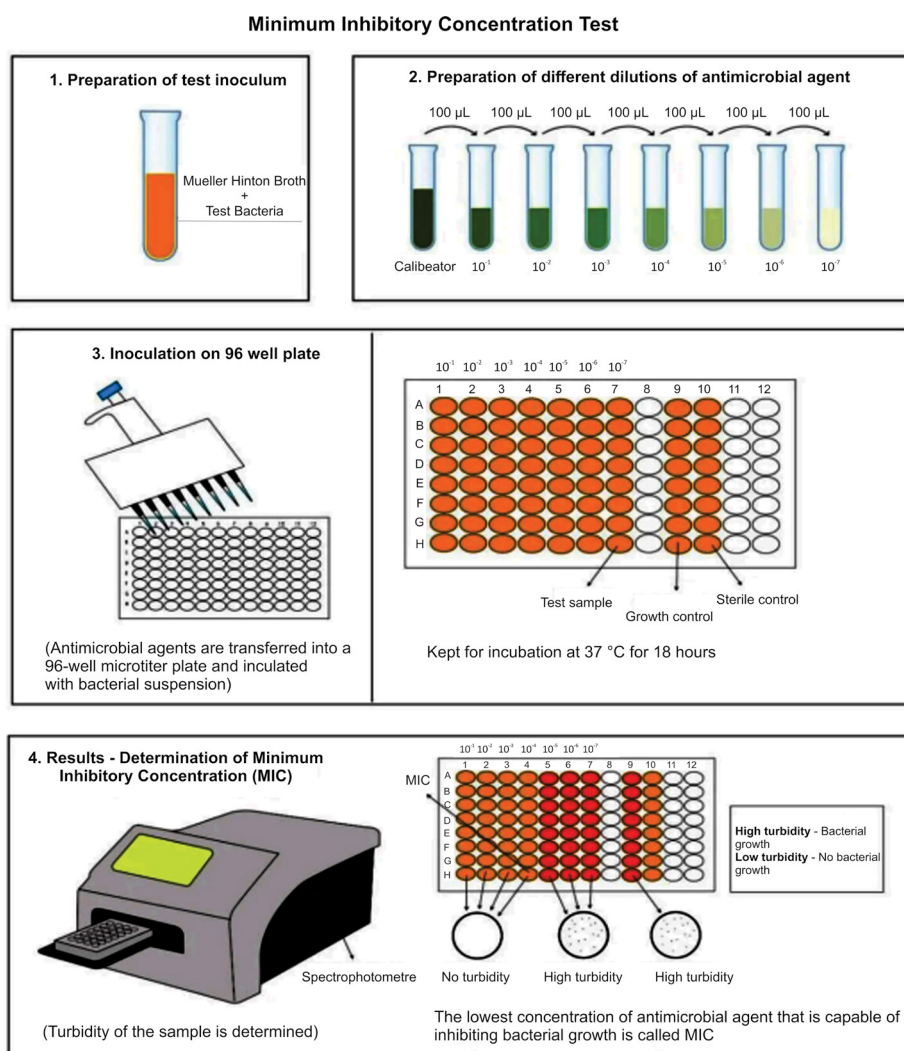 Minimum Inhibitory Concentration Test
1. Preparation of test inoculum
Mueller Hinton Broth
+
Test Bacteria
2. Preparation of different dilutions of antimicrobial agent
100 µL 100 µL 100 µL 100 µL 100 µL 100 µL 100 µL
Calibeator 10⁻¹ 10⁻² 10⁻³ 10⁻⁴ 10⁻⁵ 10⁻⁶ 10⁻⁷
3. Inoculation on 96 well plate
(Antimicrobial agents are transferred into a
96-well microtiter plate and inculated
with bacterial suspension)
10⁻¹ 10⁻² 10⁻³ 10⁻⁴ 10⁻⁵ 10⁻⁶ 10⁻⁷
1 2 3 4 5 6 7 8 9 10 11 12
A
B
C
D
E
F
G
H
Test sample
Growth control
Sterile control
Kept for incubation at 37 °C for 18 hours
4. Results - Determination of Minimum
Inhibitory Concentration (MIC)
Spectrophotometre
(Turbidity of the sample is determined)
10⁻¹ 10⁻² 10⁻³ 10⁻⁴ 10⁻⁵ 10⁻⁶ 10⁻⁷
1 2 3 4 5 6 7 8 9 10 11 12
MIC
A
B
C
D
E
F
G
H
No turbidity High turbidity High turbidity
High turbidity - Bacterial
growth
Low turbidity - No bacterial
growth
The lowest concentration of antimicrobial agent that is capable of
inhibiting bacterial growth is called MIC